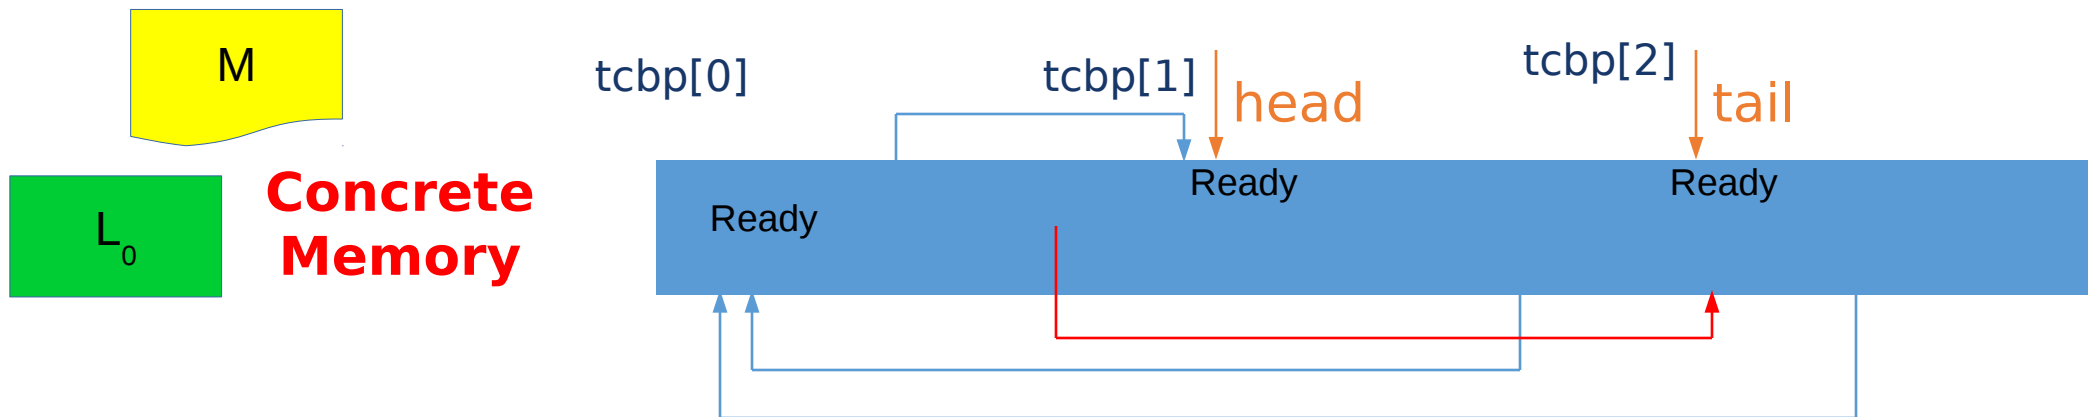 M
tcbp[0]
tcbp[1]
head
tcbp[2]
tail
L0
Concrete
Memory
Ready
Ready
Ready